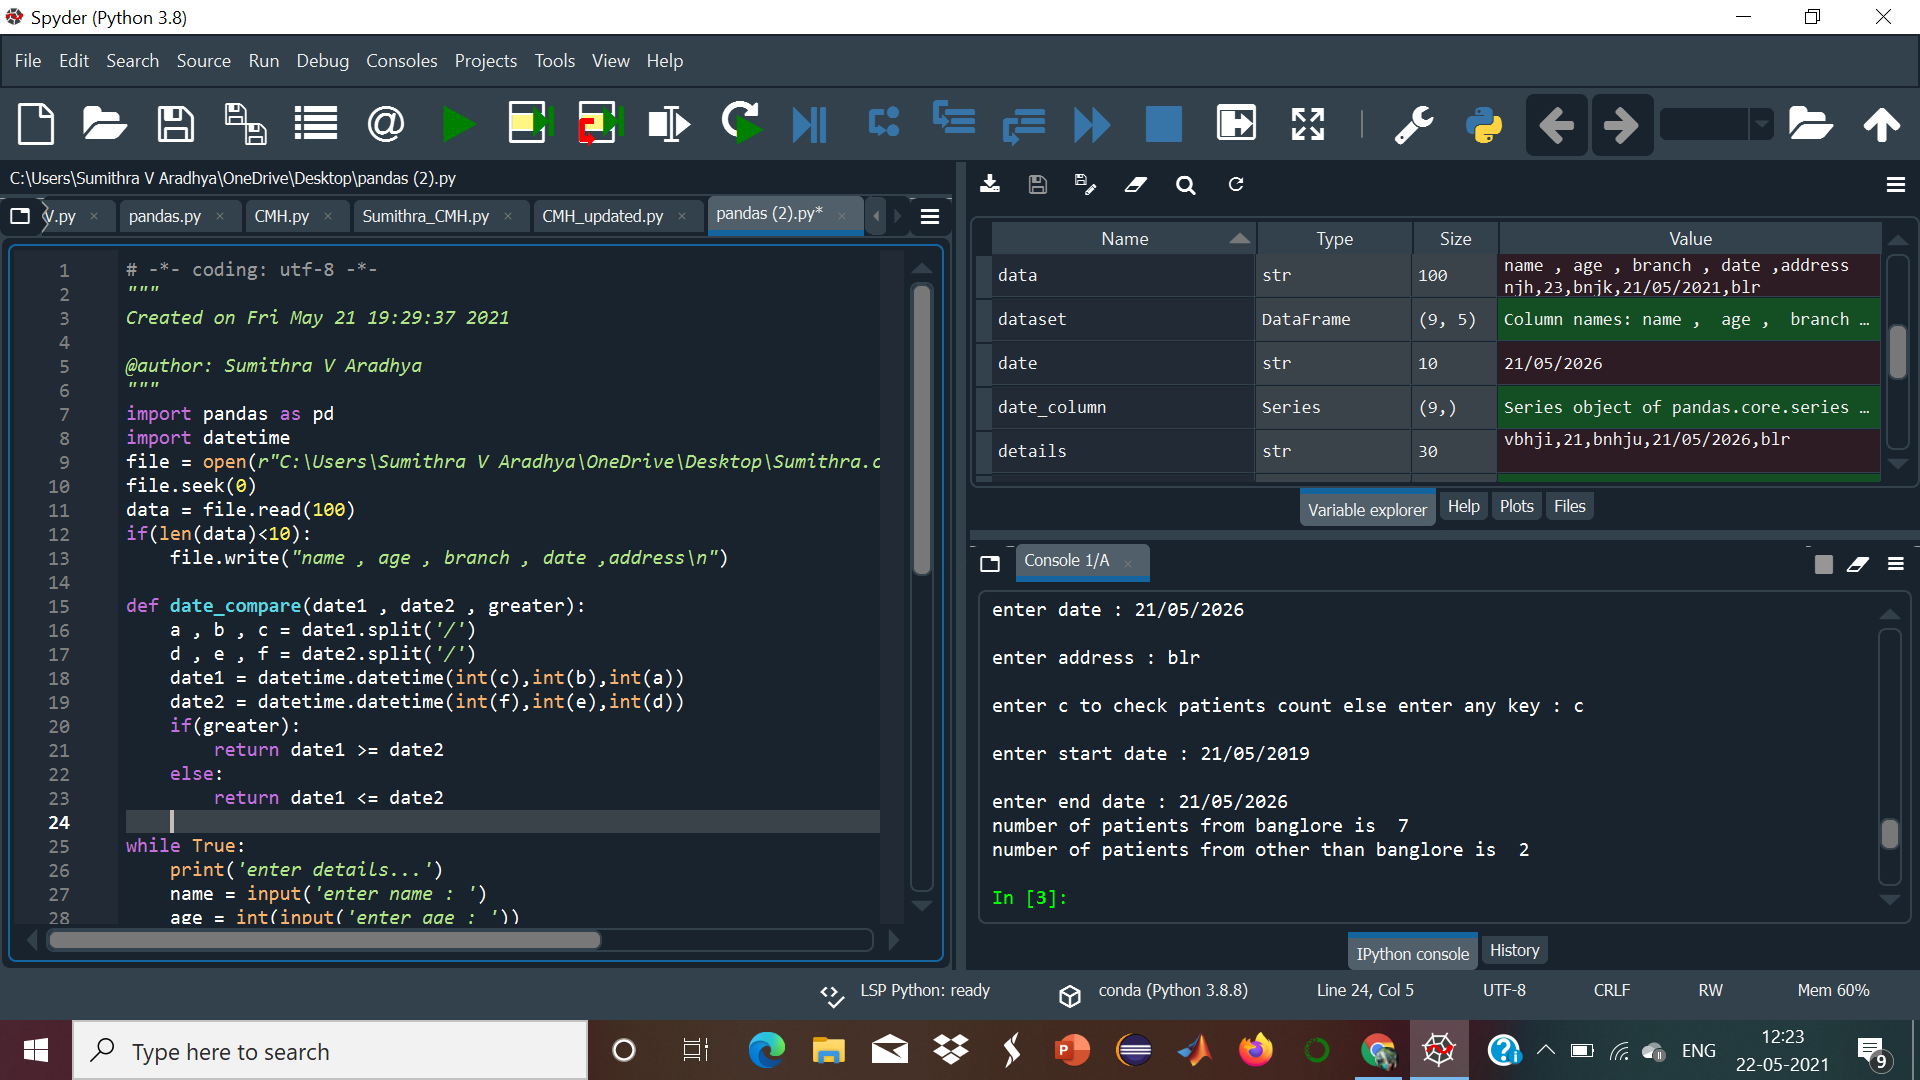 Spyder (Python 3.8)
File Edit Search Source Run Debug Consoles Projects Tools View Help
C:\Users\Sumithra V Aradhya\OneDrive\Desktop\pandas (2).py
V.py pandas.py CMH.py Sumithra_CMH.py CMH_updated.py pandas (2).py*
1 # -*- coding: utf-8 -*-
2 """
3 Created on Fri May 21 19:29:37 2021
4
5 @author: Sumithra V Aradhya
6 """
7 import pandas as pd
8 import datetime
9 file = open(r"C:\Users\Sumithra V Aradhya\OneDrive\Desktop\Sumithra.c
10 file.seek(0)
11 data = file.read(100)
12 if(len(data)<10):
13 file.write("name , age , branch , date ,address\n")
14
15 def date_compare(date1 , date2 , greater):
16 a , b , c = date1.split('/')
17 d , e , f = date2.split('/')
18 date1 = datetime.datetime(int(c),int(b),int(a))
19 date2 = datetime.datetime(int(f),int(e),int(d))
20 if(greater):
21 return date1 >= date2
22 else:
23 return date1 <= date2
24
25 while True:
26 print('enter details...')
27 name = input('enter name : ')
28 age = int(input('enter age : '))
Name Type Size Value
data str 100 name , age , branch , date ,address
njh,23,bnjk,21/05/2021,blr
dataset DataFrame (9, 5) Column names: name , age , branch …
date str 10 21/05/2026
date_column Series (9,) Series object of pandas.core.series …
details str 30 vbhji,21,bnhju,21/05/2026,blr
Variable explorer Help Plots Files
Console 1/A
enter date : 21/05/2026
enter address : blr
enter c to check patients count else enter any key : c
enter start date : 21/05/2019
enter end date : 21/05/2026
number of patients from banglore is 7
number of patients from other than banglore is 2
In [3]:
IPython console History
LSP Python: ready conda (Python 3.8.8) Line 24, Col 5 UTF-8 CRLF RW Mem 60%
Type here to search
ENG
12:23
22-05-2021
9